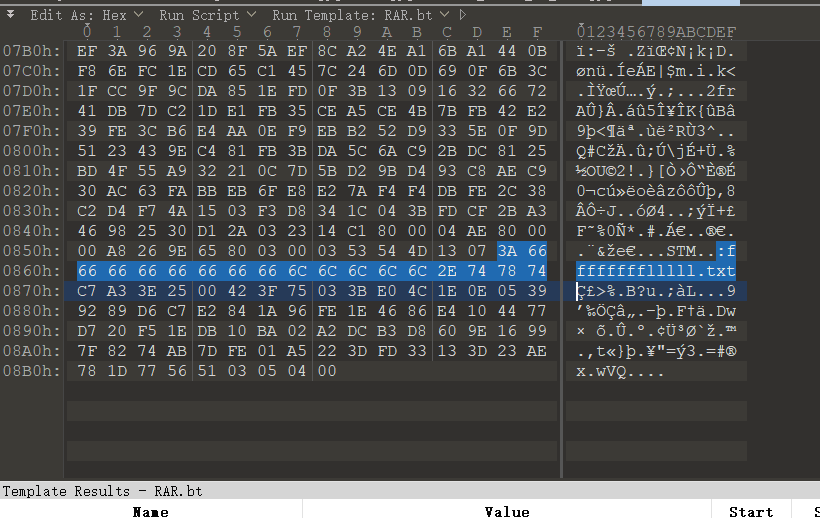 Edit As: Hex Run Script Run Template: RAR.bt
0 1 2 3 4 5 6 7 8 9 A B C D E F 0123456789ABCDEF
07B0h: EF 3A 96 9A 20 8F 5A EF 8C A2 4E A1 6B A1 44 0B ï:–š .ZïŒ¢N¡k¡D.
07C0h: F8 6E FC 1E CD 65 C1 45 7C 24 6D 0D 69 0F 6B 3C ønü.ÍeÁE|$m.i.k<
07D0h: 1F CC 9F 9C DA 85 1E FD 0F 3B 13 09 16 32 66 72 .ÌŸœÚ….ý.;...2fr
07E0h: 41 DB 7D C2 1D E1 FB 35 CE A5 CE 4B 7B FB 42 E2 AÛ}Â.áû5Î¥ÎK{ûBâ
07F0h: 39 FE 3C B6 E4 AA 0E F9 EB B2 52 D9 33 5E 0F 9D 9þ<¶äª.ùë²RÙ3^..
0800h: 51 23 43 9E C4 81 FB 3B DA 5C 6A C9 2B DC 81 25 Q#CžÄ.û;Ú\jÉ+Ü.%
0810h: BD 4F 55 A9 32 21 0C 7D 5B D2 9B D4 93 C8 AE C9 ½OU©2!.}[Ò›Ô“È®É
0820h: 30 AC 63 FA BB EB 6F E8 E2 7A F4 F4 DB FE 2C 38 0¬cú»ëoèâzôôÛþ,8
0830h: C2 D4 F7 4A 15 03 F3 D8 34 1C 04 3B FD CF 2B A3 ÂÔ÷J..óØ4..;ýÏ+£
0840h: 46 98 25 30 D1 2A 03 23 14 C1 80 00 04 AE 80 00 F˜%0Ñ*.#.Á€..®€.
0850h: 00 A8 26 9E 65 80 03 00 03 53 54 4D 13 07 3A 66 .¨&že€...STM..:f
0860h: 66 66 66 66 66 66 66 6C 6C 6C 6C 6C 2E 74 78 74 ffffffflllll.txt
0870h: C7 A3 3E 25 00 42 3F 75 03 3B E0 4C 1E 0E 05 39 Ç£>%.B?u.;àL...9
0880h: 92 89 D6 C7 E2 84 1A 96 FE 1E 46 86 E4 10 44 77 ’‰ÖÇâ„.–þ.F†ä.Dw
0890h: D7 20 F5 1E DB 10 BA 02 A2 DC B3 D8 60 9E 16 99 × õ.Û.º.¢Ü³Ø`ž.™
08A0h: 7F 82 74 AB 7D FE 01 A5 22 3D FD 33 13 3D 23 AE .‚t«}þ.¥"=ý3.=#®
08B0h: 78 1D 77 56 51 03 05 04 00 x.wVQ....
Template Results - RAR.bt
Name Value Start